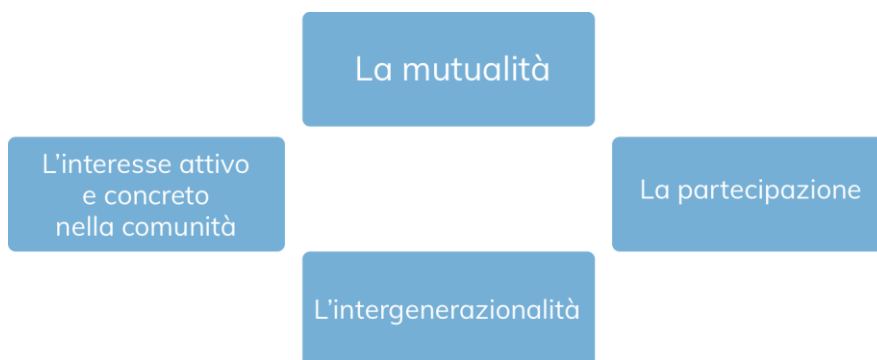 La mutualità
L'interesse attivo
e concreto
nella comunità
La partecipazione
L'intergenerazionalità